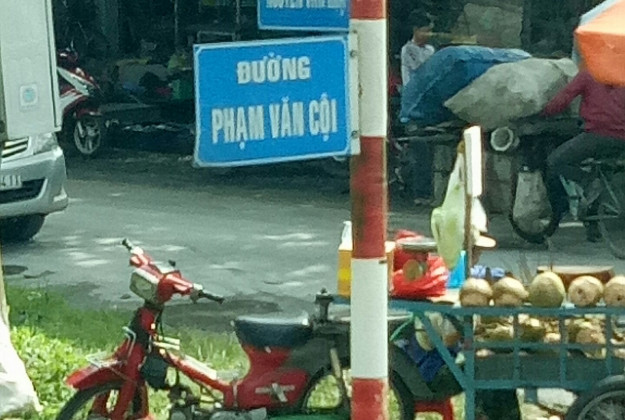 ĐƯỜNG
PHẠM VĂN CỘI